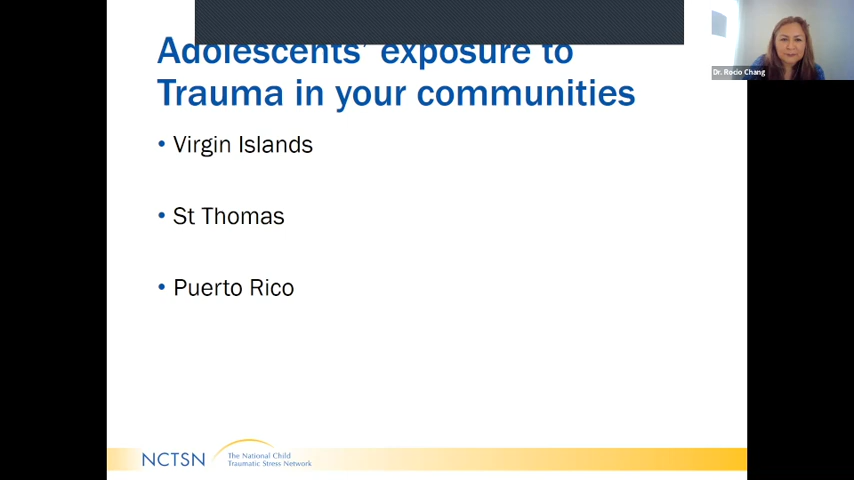 Adolescents' exposure to
Trauma in your communities
• Virgin Islands
• St Thomas
• Puerto Rico
NCTSN
The National Child
Traumatic Stress Network
Dr. Rocio Chang